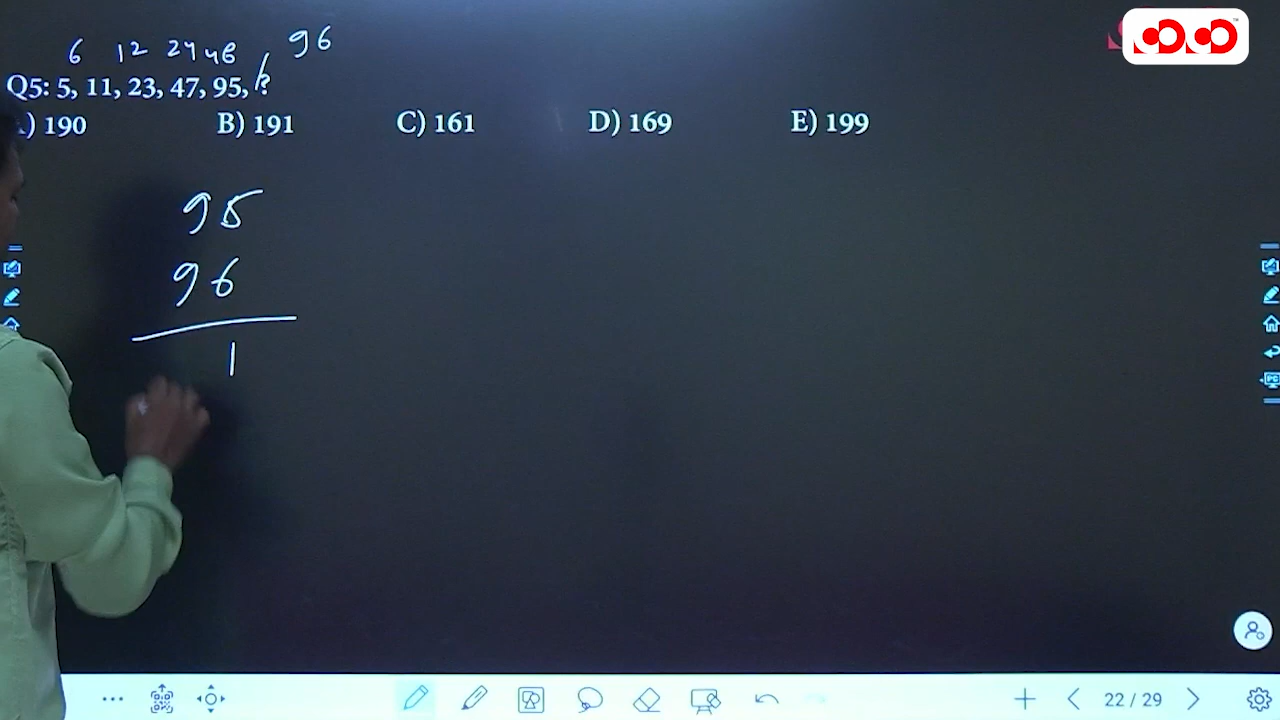 6 12 24 48 96
Q5: 5, 11, 23, 47, 95, ?
) 190 B) 191 C) 161 D) 169 E) 199
95
96
1
22 / 29